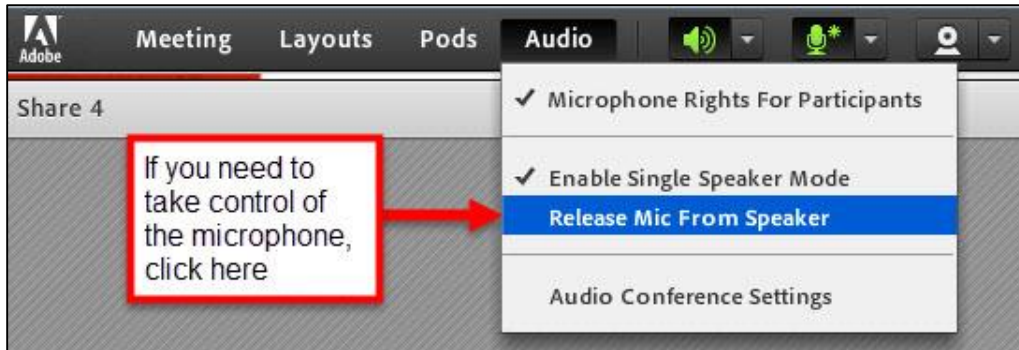 Adobe
Meeting Layouts Pods Audio
Share 4
Microphone Rights For Participants
Enable Single Speaker Mode
Release Mic From Speaker
Audio Conference Settings
If you need to
take control of
the microphone,
click here